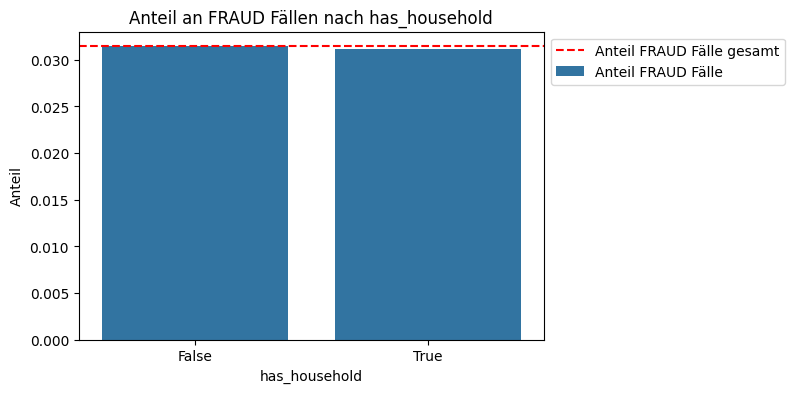 Anteil an FRAUD Fällen nach has_household
Anteil FRAUD Fälle gesamt
Anteil FRAUD Fälle
Anteil
0.030
0.025
0.020
0.015
0.010
0.005
0.000
False
True
has_household